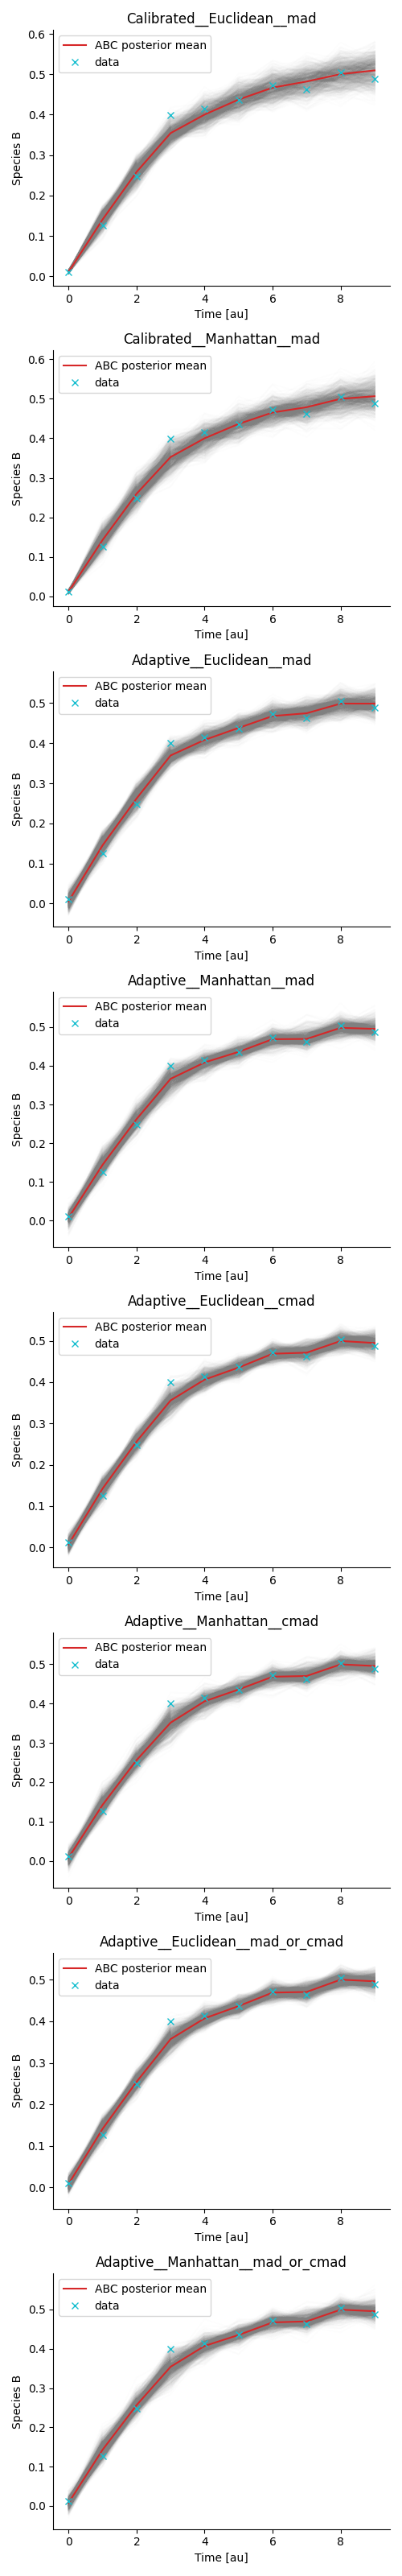 Calibrated__Euclidean__mad
0.6
0.5
0.4
0.3
0.2
0.1
0.0
Species B
ABC posterior mean
data
0 2 4 6 8
Time [au]
Calibrated__Manhattan__mad
0.6
0.5
0.4
0.3
0.2
0.1
0.0
Species B
ABC posterior mean
data
0 2 4 6 8
Time [au]
Adaptive__Euclidean__mad
0.5
0.4
0.3
0.2
0.1
0.0
Species B
ABC posterior mean
data
0 2 4 6 8
Time [au]
Adaptive__Manhattan__mad
0.5
0.4
0.3
0.2
0.1
0.0
Species B
ABC posterior mean
data
0 2 4 6 8
Time [au]
Adaptive__Euclidean__cmad
0.5
0.4
0.3
0.2
0.1
0.0
Species B
ABC posterior mean
data
0 2 4 6 8
Time [au]
Adaptive__Manhattan__cmad
0.5
0.4
0.3
0.2
0.1
0.0
Species B
ABC posterior mean
data
0 2 4 6 8
Time [au]
Adaptive__Euclidean__mad_or_cmad
0.5
0.4
0.3
0.2
0.1
0.0
Species B
ABC posterior mean
data
0 2 4 6 8
Time [au]
Adaptive__Manhattan__mad_or_cmad
0.5
0.4
0.3
0.2
0.1
0.0
Species B
ABC posterior mean
data
0 2 4 6 8
Time [au]